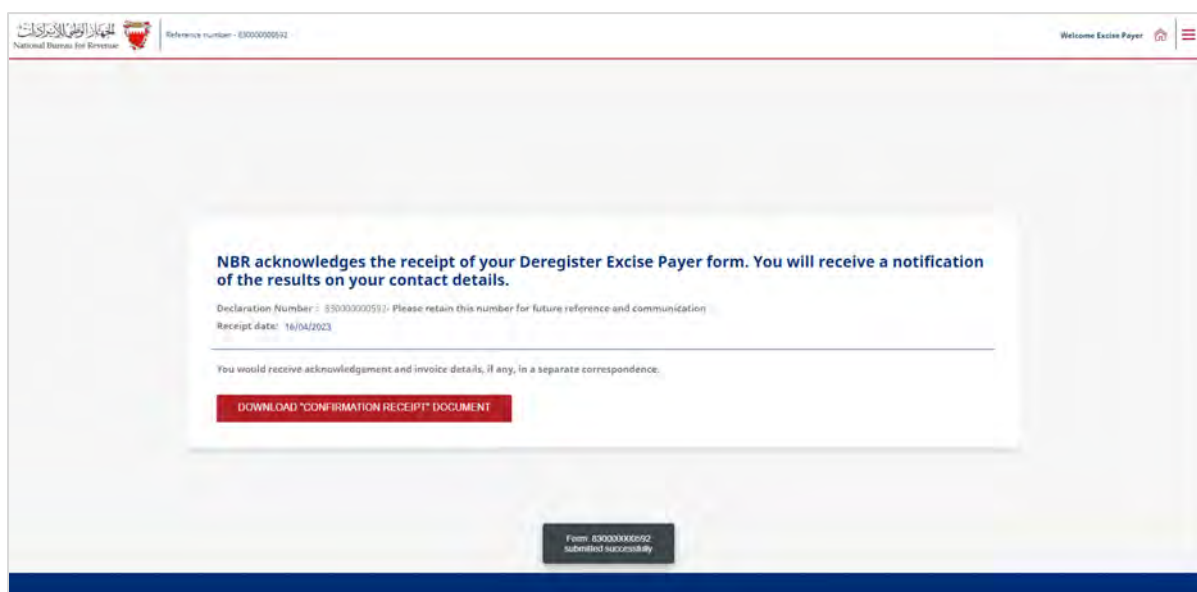 الجهاز الوطني للإيرادات
National Bureau for Revenue
Reference number - 830000000592
Welcome Excise Payer
NBR acknowledges the receipt of your Deregister Excise Payer form. You will receive a notification
of the results on your contact details.
Declaration Number : 830000000592- Please retain this number for future reference and communication
Receipt date: 16/04/2023
You would receive acknowledgement and invoice details, if any, in a separate correspondence.
DOWNLOAD "CONFIRMATION RECEIPT" DOCUMENT
Form: 830000000592
submitted successfully